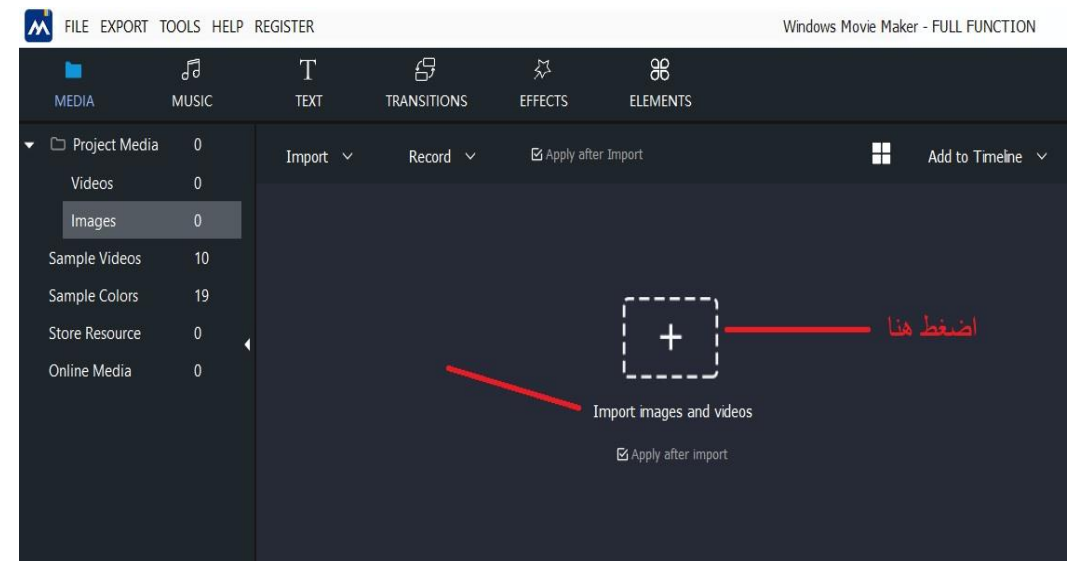 FILE EXPORT TOOLS HELP REGISTER Windows Movie Maker - FULL FUNCTION
MEDIA MUSIC TEXT TRANSITIONS EFFECTS ELEMENTS
Project Media 0
Import Record Apply after Import Add to Timeline
Videos 0
Images 0
Sample Videos 10
Sample Colors 19
Store Resource 0
Online Media 0
اضغط هنا
Import images and videos
Apply after import